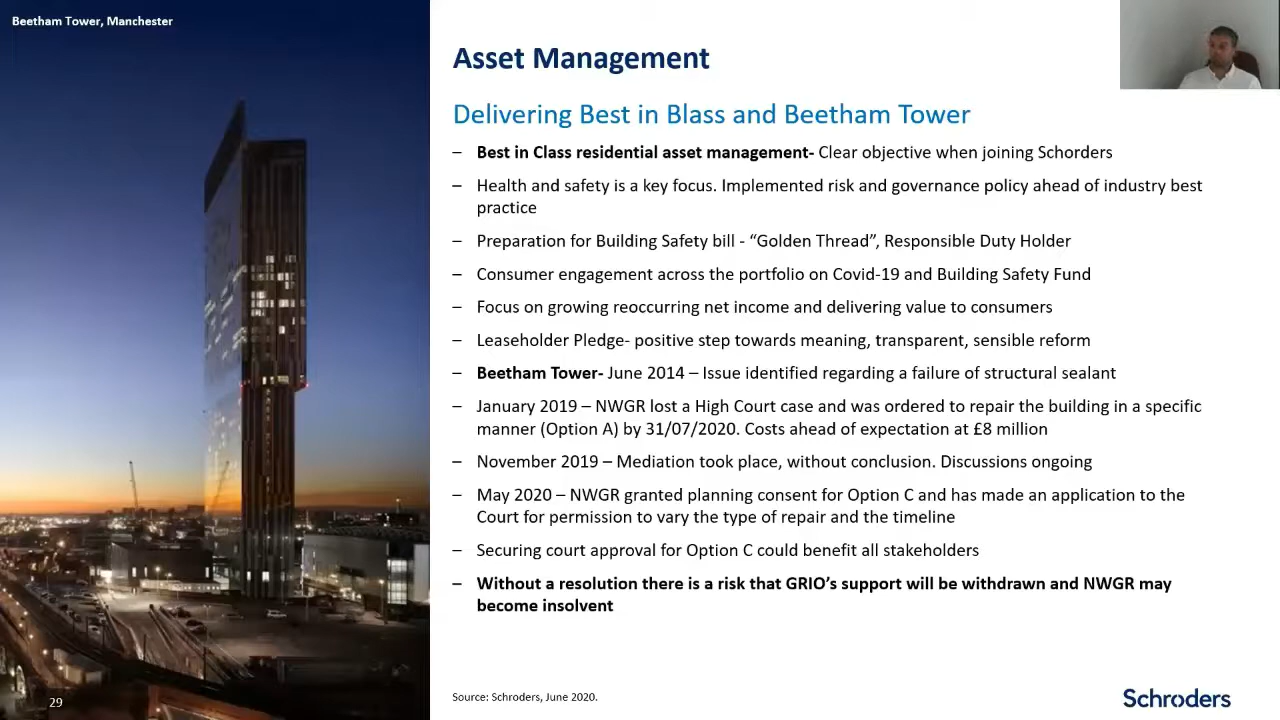 Beetham Tower, Manchester
Asset Management
Delivering Best in Blass and Beetham Tower
– Best in Class residential asset management- Clear objective when joining Schorders
– Health and safety is a key focus. Implemented risk and governance policy ahead of industry best
practice
– Preparation for Building Safety bill - “Golden Thread”, Responsible Duty Holder
– Consumer engagement across the portfolio on Covid-19 and Building Safety Fund
– Focus on growing reoccurring net income and delivering value to consumers
– Leaseholder Pledge- positive step towards meaning, transparent, sensible reform
– Beetham Tower- June 2014 – Issue identified regarding a failure of structural sealant
– January 2019 – NWGR lost a High Court case and was ordered to repair the building in a specific
manner (Option A) by 31/07/2020. Costs ahead of expectation at £8 million
– November 2019 – Mediation took place, without conclusion. Discussions ongoing
– May 2020 – NWGR granted planning consent for Option C and has made an application to the
Court for permission to vary the type of repair and the timeline
– Securing court approval for Option C could benefit all stakeholders
– Without a resolution there is a risk that GRIO’s support will be withdrawn and NWGR may
become insolvent
29
Source: Schroders, June 2020.
Schroders